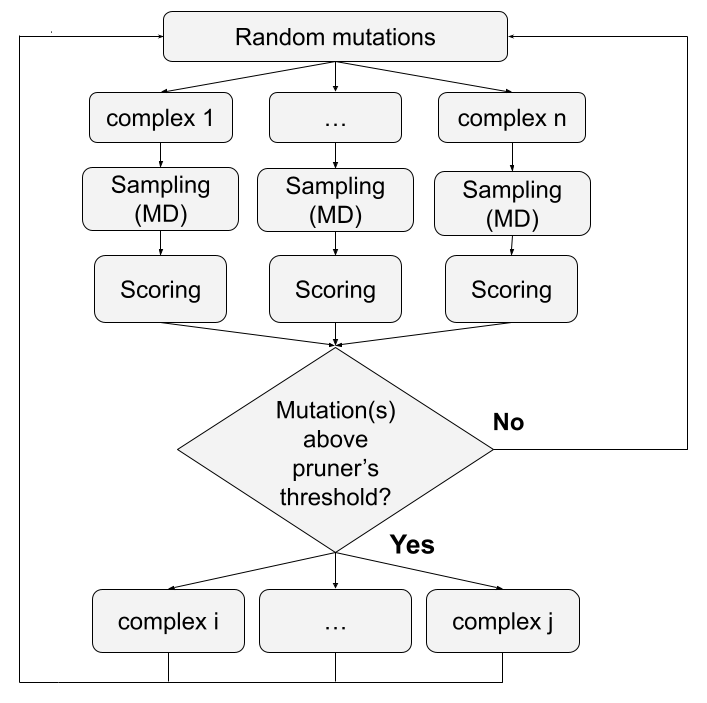 Random mutations
complex 1
…
complex n
Sampling
(MD)
Sampling
(MD)
Sampling
(MD)
Scoring
Scoring
Scoring
Mutation(s)
above
pruner’s
threshold?
No
Yes
complex i
…
complex j